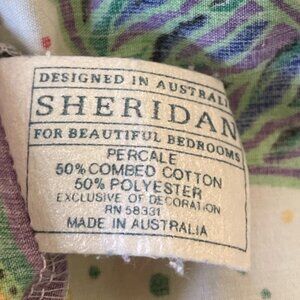 DESIGNED IN AUSTRALIA
SHERIDAN
FOR BEAUTIFUL BEDROOMS
PERCALE
50% COMBED COTTON
50% POLYESTER
EXCLUSIVE OF DECORATION
RN 58331
MADE IN AUSTRALIA